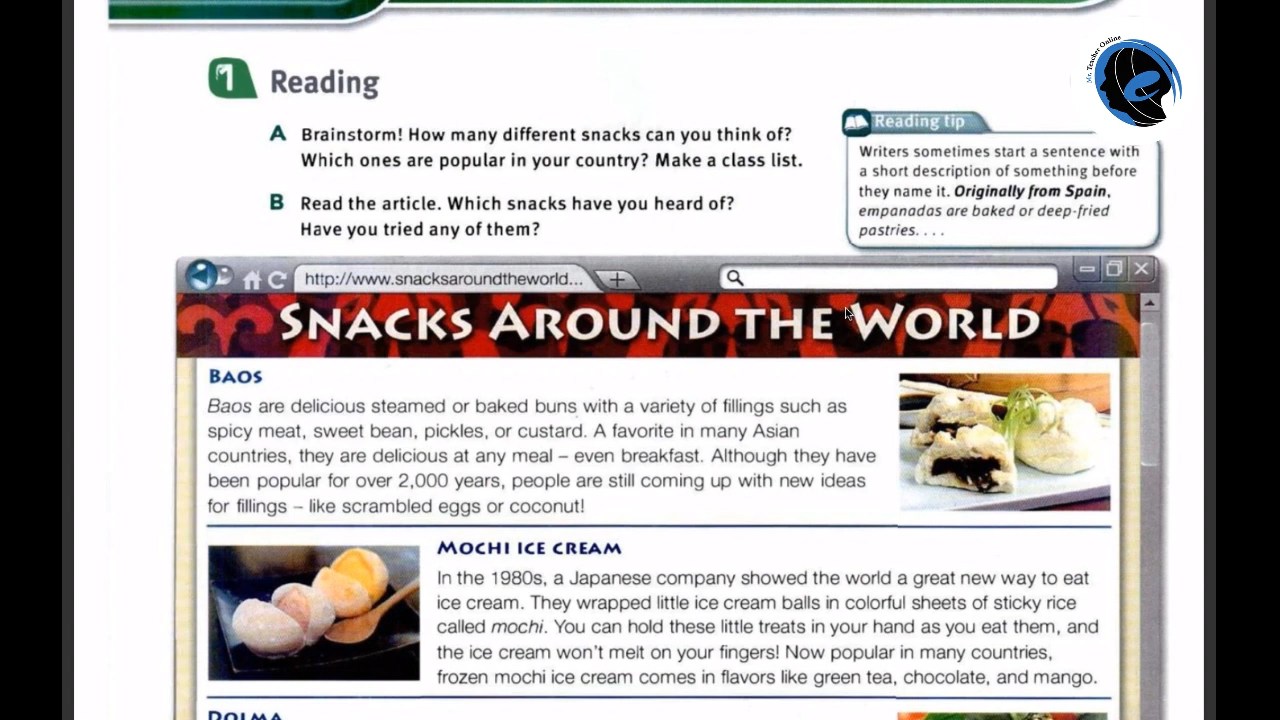 Mr. Teacher Online
e
1 Reading
A Brainstorm! How many different snacks can you think of?
Which ones are popular in your country? Make a class list.
B Read the article. Which snacks have you heard of?
Have you tried any of them?
Reading tip
Writers sometimes start a sentence with
a short description of something before
they name it. Originally from Spain,
empanadas are baked or deep-fried
pastries. . . .
http://www.snacksaroundtheworld...
SNACKS AROUND THE WORLD
BAOS
Baos are delicious steamed or baked buns with a variety of fillings such as
spicy meat, sweet bean, pickles, or custard. A favorite in many Asian
countries, they are delicious at any meal – even breakfast. Although they have
been popular for over 2,000 years, people are still coming up with new ideas
for fillings – like scrambled eggs or coconut!
MOCHI ICE CREAM
In the 1980s, a Japanese company showed the world a great new way to eat
ice cream. They wrapped little ice cream balls in colorful sheets of sticky rice
called mochi. You can hold these little treats in your hand as you eat them, and
the ice cream won't melt on your fingers! Now popular in many countries,
frozen mochi ice cream comes in flavors like green tea, chocolate, and mango.
DOLMA